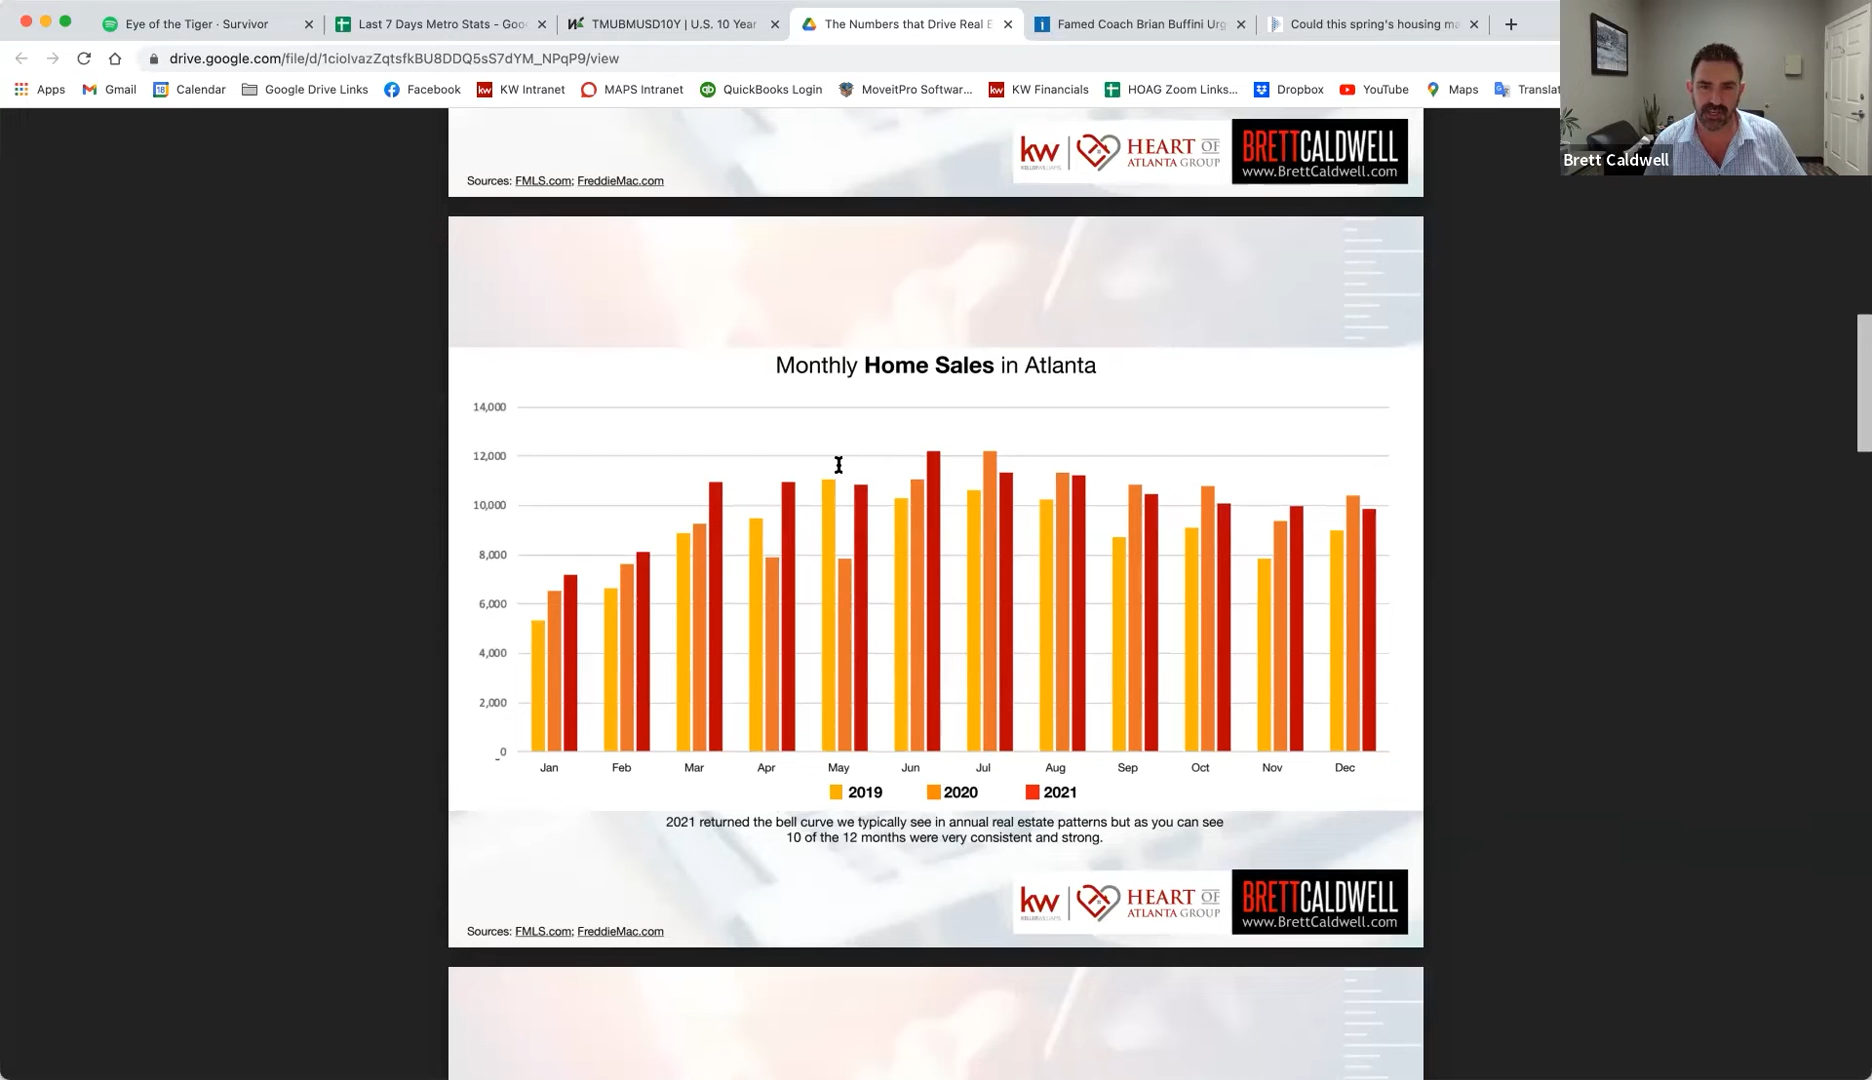 Eye of the Tiger · Survivor
Last 7 Days Metro Stats - Goo
TMUBMUSD10Y | U.S. 10 Year
The Numbers that Drive Real E
Famed Coach Brian Buffini Urg
Could this spring's housing ma
drive.google.com/file/d/1ciolvazZqtsfkBU8DDQ5sS7dYM_NPqP9/view
Apps
Gmail
Calendar
Google Drive Links
Facebook
KW Intranet
MAPS Intranet
QuickBooks Login
MoveitPro Softwar...
KW Financials
HOAG Zoom Links...
Dropbox
YouTube
Maps
Translat
Brett Caldwell
kw
KELLERWILLIAMS
HEART OF
ATLANTA GROUP
BRETTCALDWELL
www.BrettCaldwell.com
Sources: FMLS.com; FreddieMac.com
Monthly Home Sales in Atlanta
14,000
12,000
10,000
8,000
6,000
4,000
2,000
0
-
Jan Feb Mar Apr May Jun Jul Aug Sep Oct Nov Dec
2019 2020 2021
2021 returned the bell curve we typically see in annual real estate patterns but as you can see
10 of the 12 months were very consistent and strong.
kw
KELLERWILLIAMS
HEART OF
ATLANTA GROUP
BRETTCALDWELL
www.BrettCaldwell.com
Sources: FMLS.com; FreddieMac.com